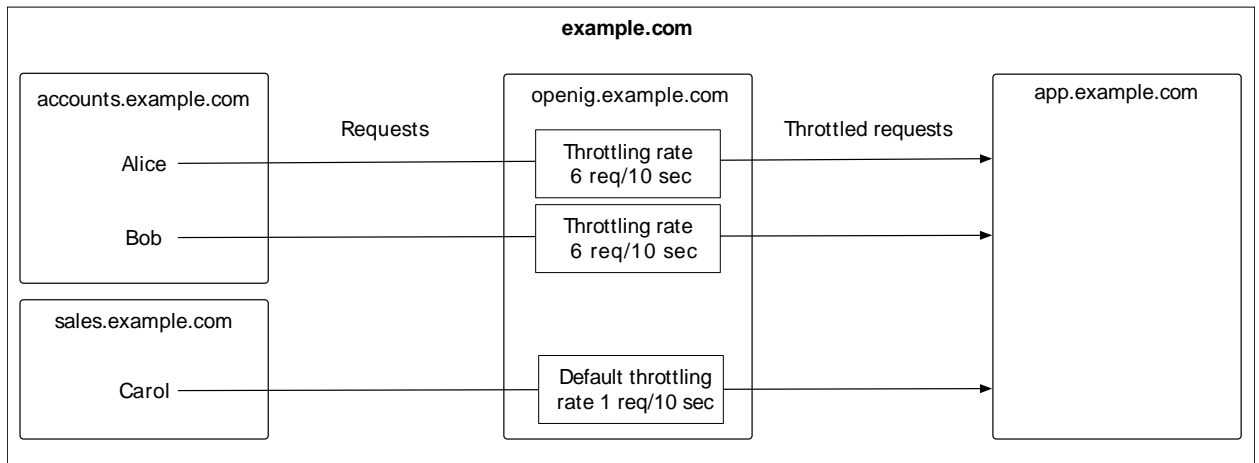 example.com
accounts.example.com
openig.example.com
app.example.com
Requests
Throttled requests
Alice
Throttling rate
6 req/10 sec
Bob
Throttling rate
6 req/10 sec
sales.example.com
Carol
Default throttling
rate 1 req/10 sec